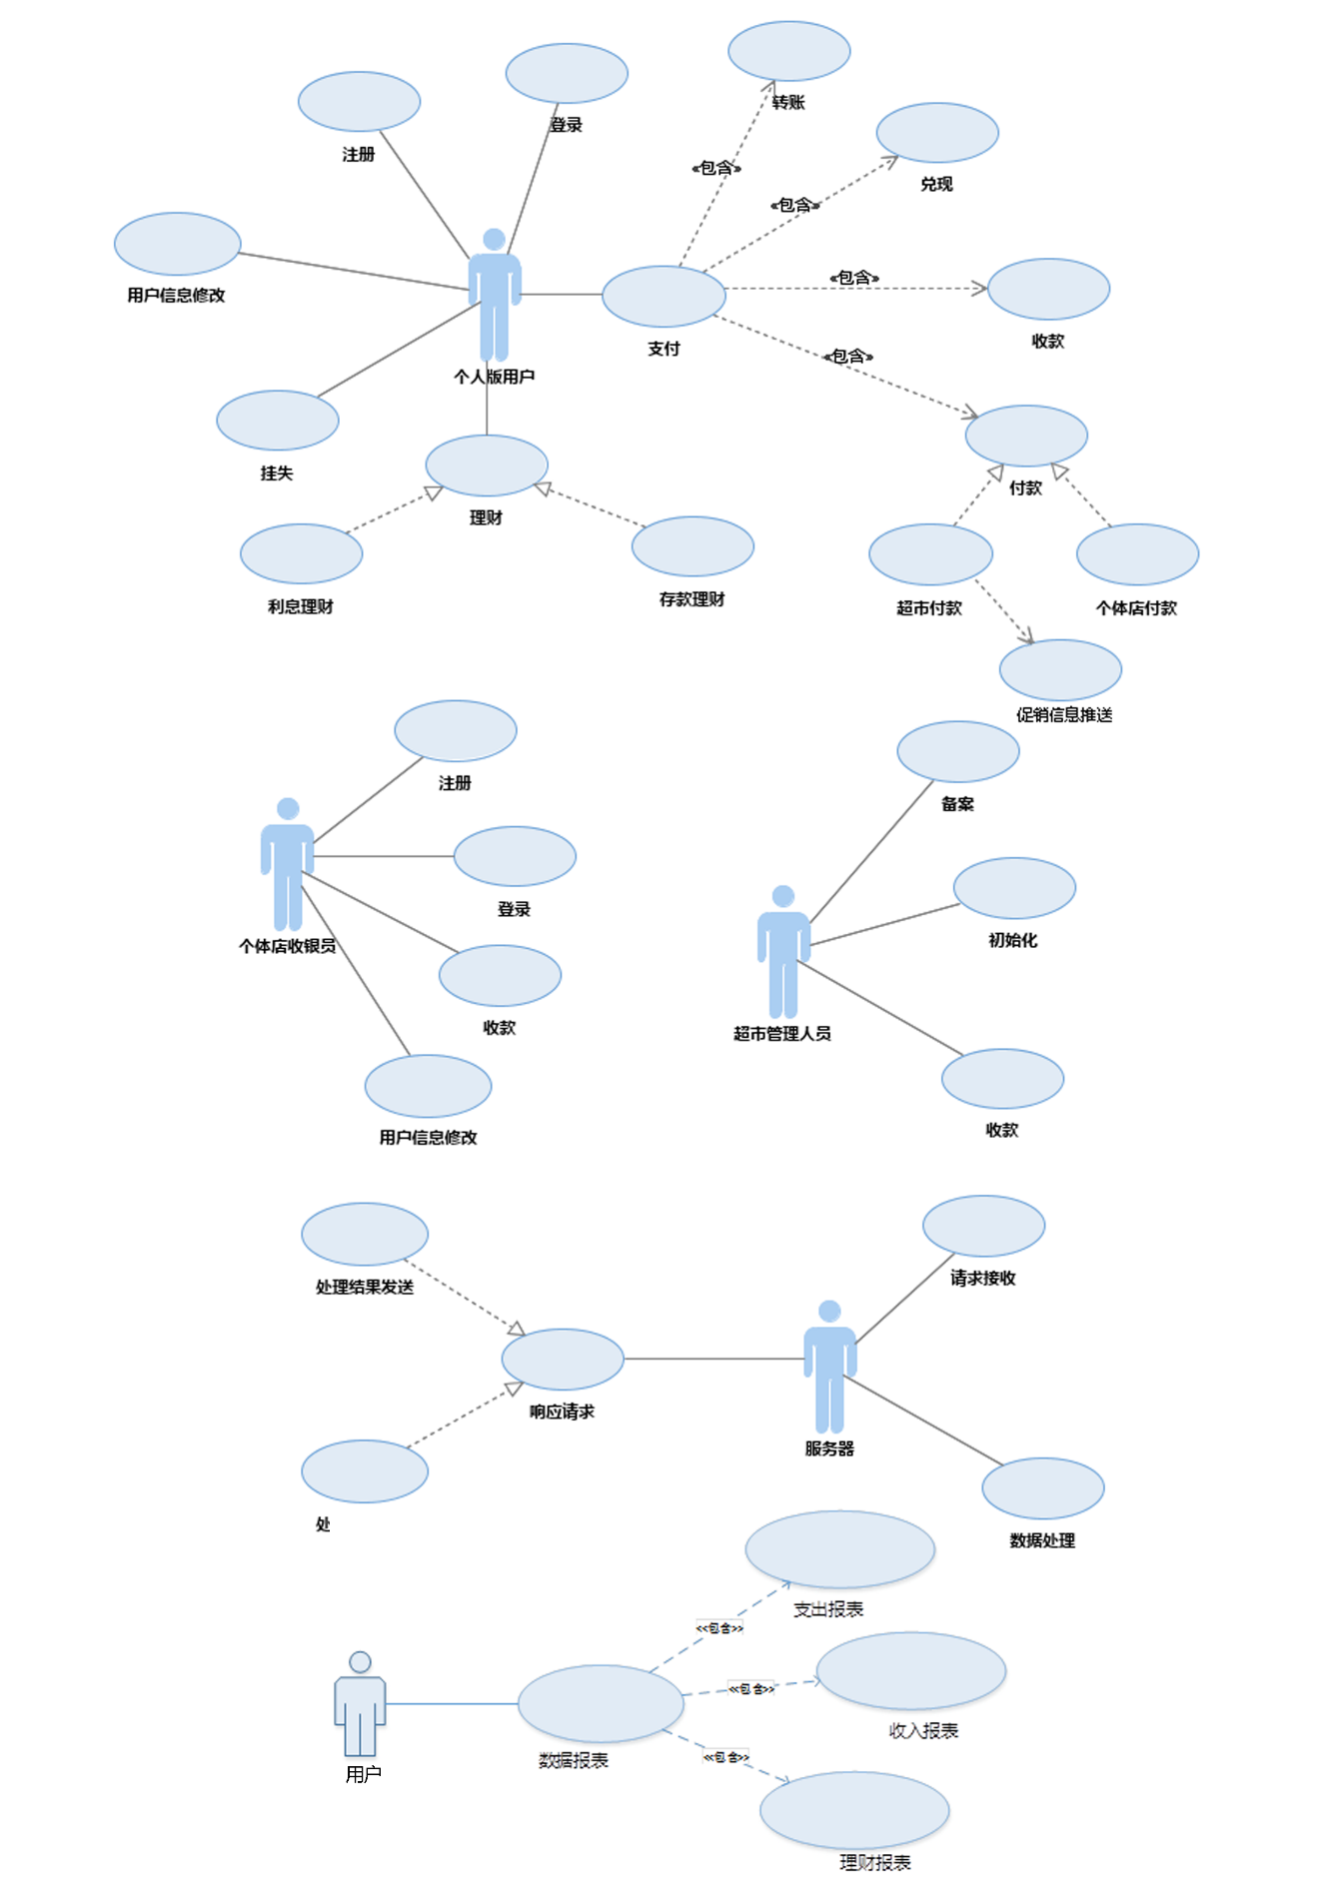 转账
登录
注册
«包含»
兑现
«包含»
用户信息修改
«包含»
收款
支付
«包含»
个人版用户
挂失
付款
理财
利息理财
存款理财
超市付款
个体店付款
促销信息推送
注册
备案
登录
个体店收银员
初始化
收款
超市管理人员
收款
用户信息修改
请求接收
处理结果发送
响应请求
服务器
处
数据处理
支出报表
<<包含>>
<<包含>>
收入报表
<<包含>>
数据报表
用户
理财报表